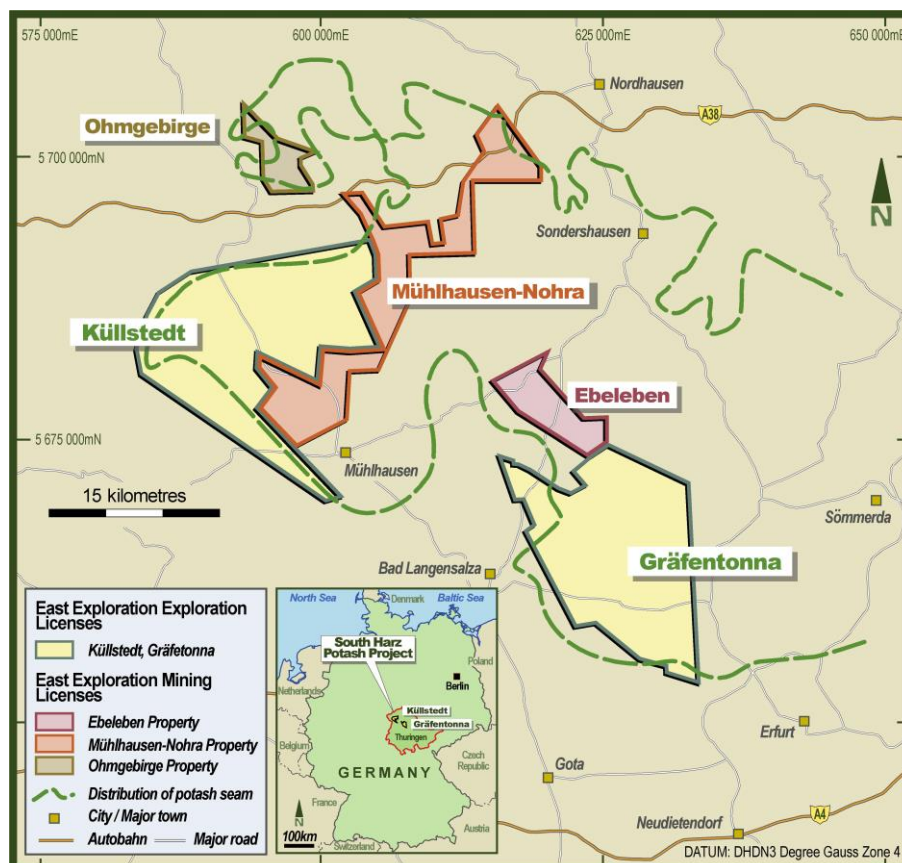 575 000mE
600 000mE
625 000mE
650 000mE
Nordhausen
A38
Ohmgebirge
5 700 000mN
N
Sondershausen
Mühlhausen-Nohra
Küllstedt
Ebeleben
5 675 000mN
Mühlhausen
15 kilometres
Sömmerda
Gräfentonna
Bad Langensalza
East Exploration Exploration
Licenses
Küllstedt, Gräfetonna
East Exploration Mining
Licenses
Ebeleben Property
Mühlhausen-Nohra Property
Ohmgebirge Property
Distribution of potash seam
City / Major town
Autobahn
Major road
North Sea
Denmark
Baltic Sea
South Harz
Potash Project
Poland
Berlin
Netherlands
Küllstedt
Gräfentonna
Thuringen
Belgium
Czech
Republic
GERMANY
France
N
100km
Austria
Switzerland
Erfurt
Gota
Neudietendorf
A4
DATUM: DHDN3 Degree Gauss Zone 4